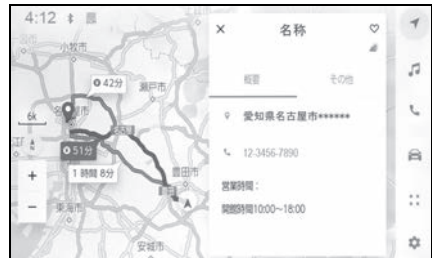 4:12
名称
概要
その他
愛知県名古屋市******
12-3456-7890
営業時間：
開館時間10:00～18:00
小牧市
42分
瀬戸市
6k
51分
1 時間 8分
豊田市
東海市
安城市